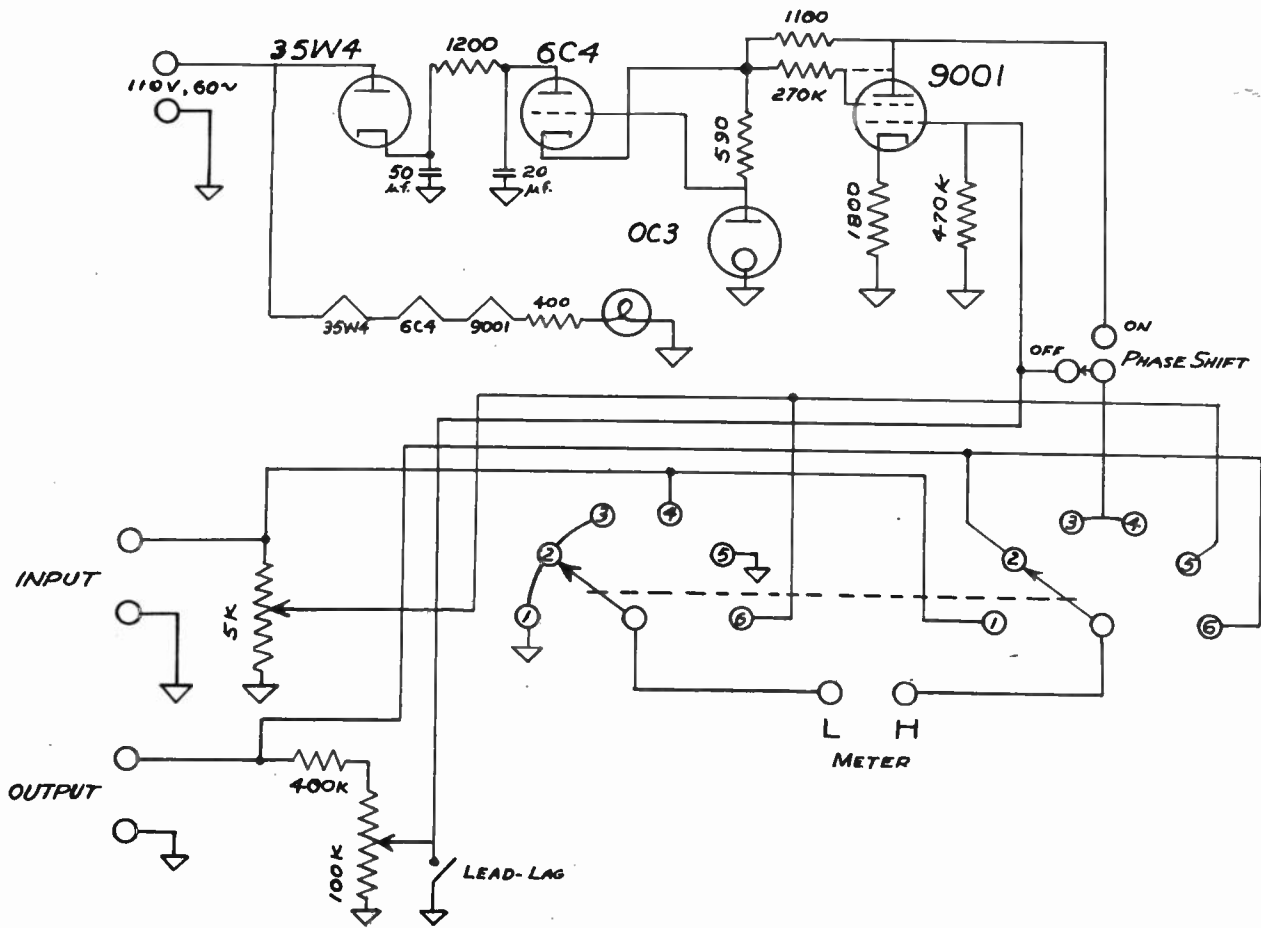 35W4
1200
6C4
1100
270K
9001
110V, 60~
50
μf.
20
μf.
590
OC3
1800
470K
35W4
6C4
9001
400
ON
OFF
PHASE SHIFT
INPUT
5K
3
2
1
4
5
6
3
4
2
1
5
6
L
H
METER
OUTPUT
400K
100K
LEAD-LAG